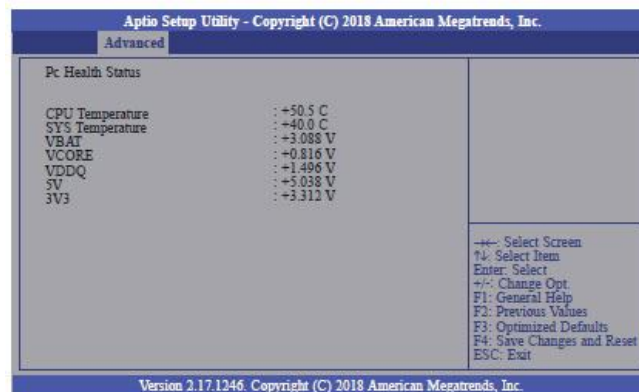 Aptio Setup Utility - Copyright (C) 2018 American Megatrends, Inc.
Advanced
Pc Health Status
CPU Temperature : +50.5 C
SYS Temperature : +40.0 C
VBAT : +3.088 V
VCORE : +0.816 V
VDDQ : +1.496 V
5V : +5.038 V
3V3 : +3.312 V
→←: Select Screen
↑↓: Select Item
Enter: Select
+/-: Change Opt.
F1: General Help
F2: Previous Values
F3: Optimized Defaults
F4: Save Changes and Reset
ESC: Exit
Version 2.17.1246. Copyright (C) 2018 American Megatrends, Inc.